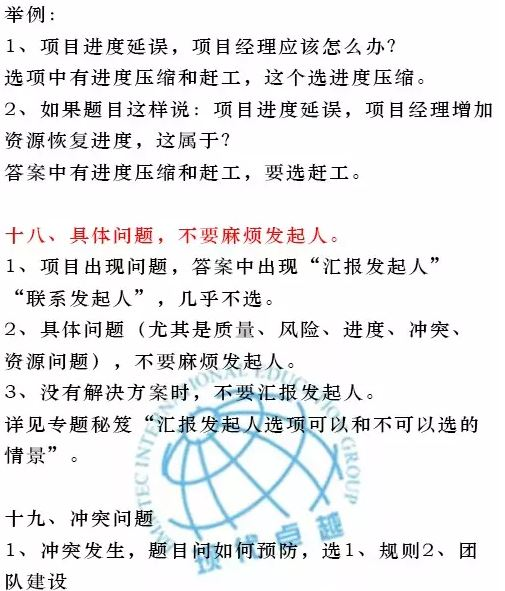 举例：
1、项目进度延误，项目经理应该怎么办？
选项中有进度压缩和赶工，这个选进度压缩。
2、如果题目这样说：项目进度延误，项目经理增加
资源恢复进度，这属于？
答案中有进度压缩和赶工，要选赶工。
十八、具体问题，不要麻烦发起人。
1、项目出现问题，答案中出现“汇报发起人”
“联系发起人”，几乎不选。
2、具体问题（尤其是质量、风险、进度、冲突、
资源问题），不要麻烦发起人。
3、没有解决方案时，不要汇报发起人。
详见专题秘笈“汇报发起人选项可以和不可以选的
情景”。
十九、冲突问题
1、冲突发生，题目问如何预防，选1、规则2、团
队建设
INTERNATIONAL EDUCATION GROUP
现代卓越